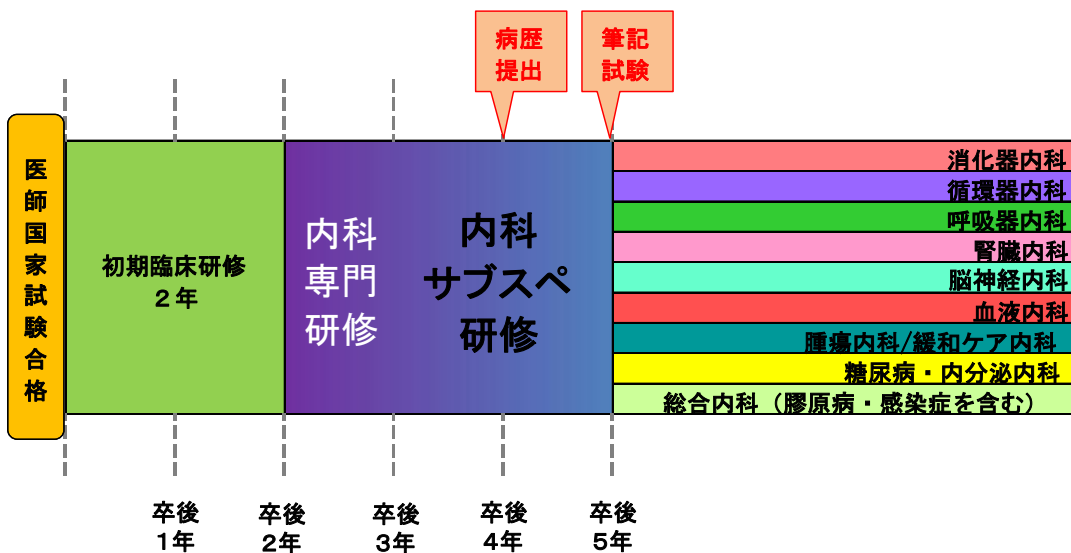 病歴
提出
筆記
試験
医師国家試験合格
初期臨床研修
２年
内科
専門
研修
内科
サブスペ
研修
消化器内科
循環器内科
呼吸器内科
腎臓内科
脳神経内科
血液内科
腫瘍内科/緩和ケア内科
糖尿病・内分泌内科
総合内科（膠原病・感染症を含む）
卒後
１年
卒後
２年
卒後
３年
卒後
４年
卒後
５年